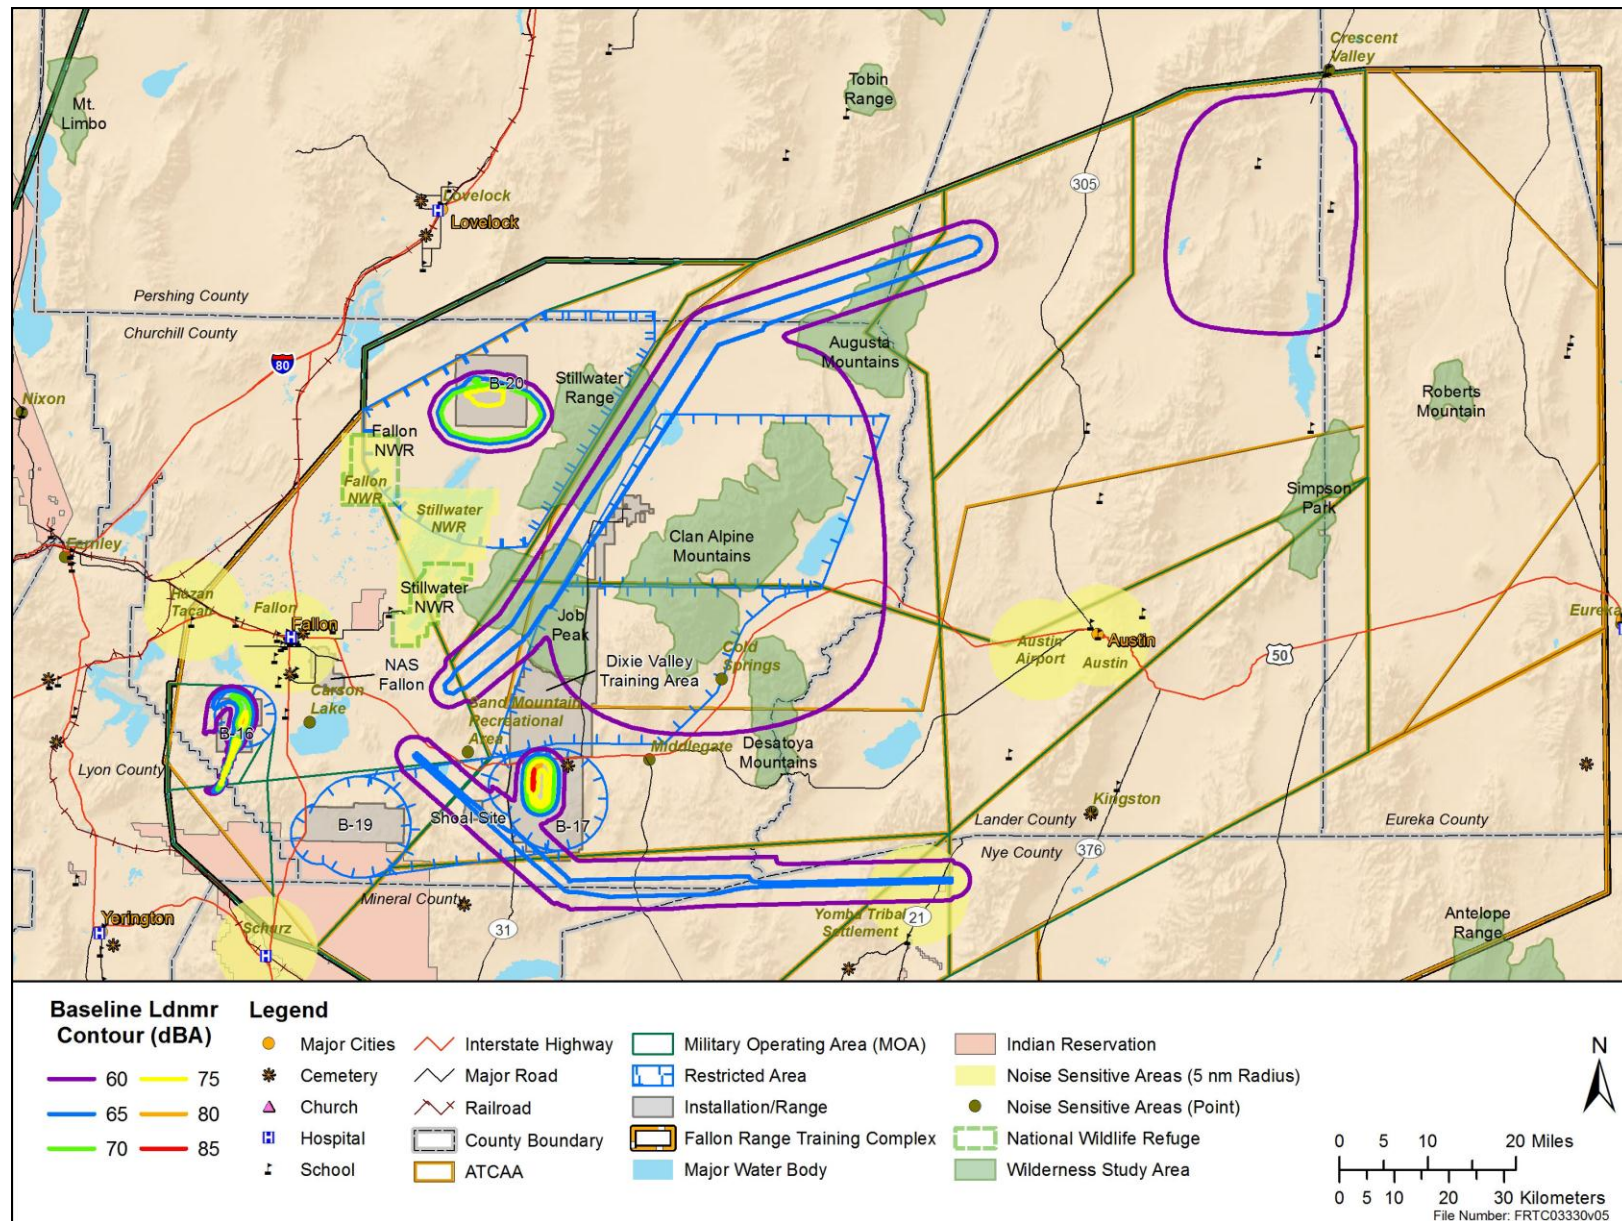 Crescent
Valley
Mt.
Limbo
Tobin
Range
305
Lovelock
Lovelock
Pershing County
Churchill County
80
Augusta
Mountains
B-20
Stillwater
Range
Nixon
Roberts
Mountain
Fallon
NWR
Fallon
NWR
Stillwater
NWR
Simpson
Park
Clan Alpine
Mountains
Fernley
Hazan
Tacan
Fallon
Fallon
Stillwater
NWR
Job
Peak
Eureka
Austin
Austin
Airport
Austin
50
Cold
Springs
NAS
Fallon
Dixie Valley
Training Area
Carson
Lake
Sand Mountain
Recreational
Area
B-16
Middlegate
Desatoya
Mountains
Lyon County
Kingston
Shoal Site
B-19
B-17
Lander County
Eureka County
Nye County
376
Mineral County
Yerington
Schurz
31
Yomba Tribal
Settlement
21
Antelope
Range
Baseline Ldnmr
Contour (dBA)
60
75
65
80
70
85
Legend
Major Cities
Cemetery
Church
Hospital
School
Interstate Highway
Major Road
Railroad
County Boundary
ATCAA
Military Operating Area (MOA)
Restricted Area
Installation/Range
Fallon Range Training Complex
Major Water Body
Indian Reservation
Noise Sensitive Areas (5 nm Radius)
Noise Sensitive Areas (Point)
National Wildlife Refuge
Wilderness Study Area
N
0 5 10 20 Miles
0 5 10 20 30 Kilometers
File Number: FRTC03330v05